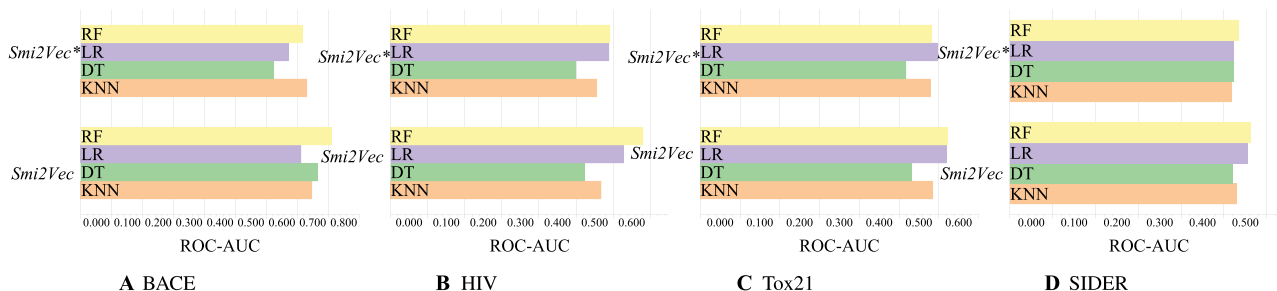 RF RF RF RF
Smi2Vec* LR Smi2Vec* LR Smi2Vec* LR Smi2Vec* LR
DT DT DT DT
KNN KNN KNN KNN
RF RF RF RF
Smi2Vec LR Smi2Vec LR Smi2Vec LR Smi2Vec LR
DT DT DT DT
KNN KNN KNN KNN
0.000 0.100 0.200 0.300 0.400 0.500 0.600 0.700 0.800 0.000 0.100 0.200 0.300 0.400 0.500 0.600 0.000 0.100 0.200 0.300 0.400 0.500 0.600 0.000 0.100 0.200 0.300 0.400 0.500
ROC-AUC ROC-AUC ROC-AUC ROC-AUC
A BACE B HIV C Tox21 D SIDER